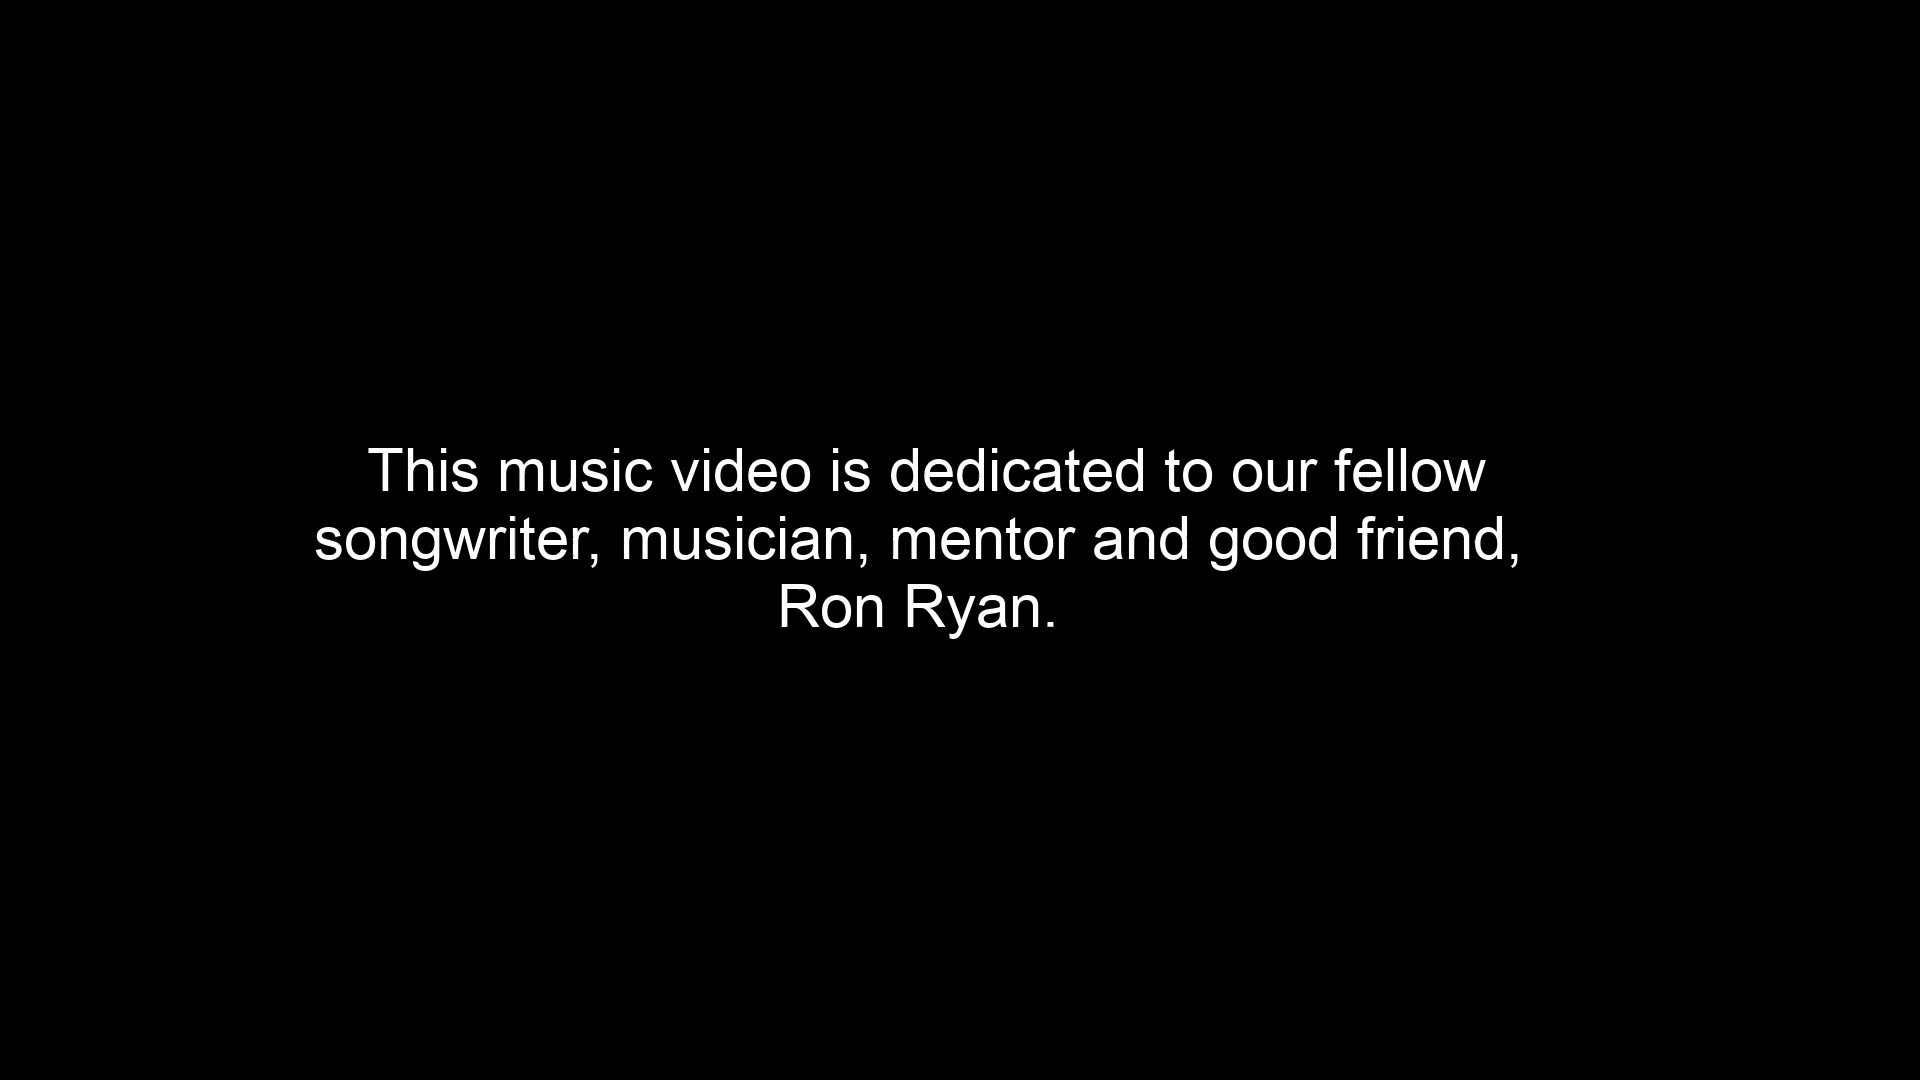 This music video is dedicated to our fellow
songwriter, musician, mentor and good friend,
Ron Ryan.